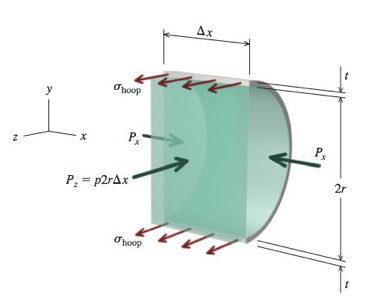 Δx
σhoop
t
y
z
x
Px
Px
Pz = p2rΔx
2r
σhoop
t